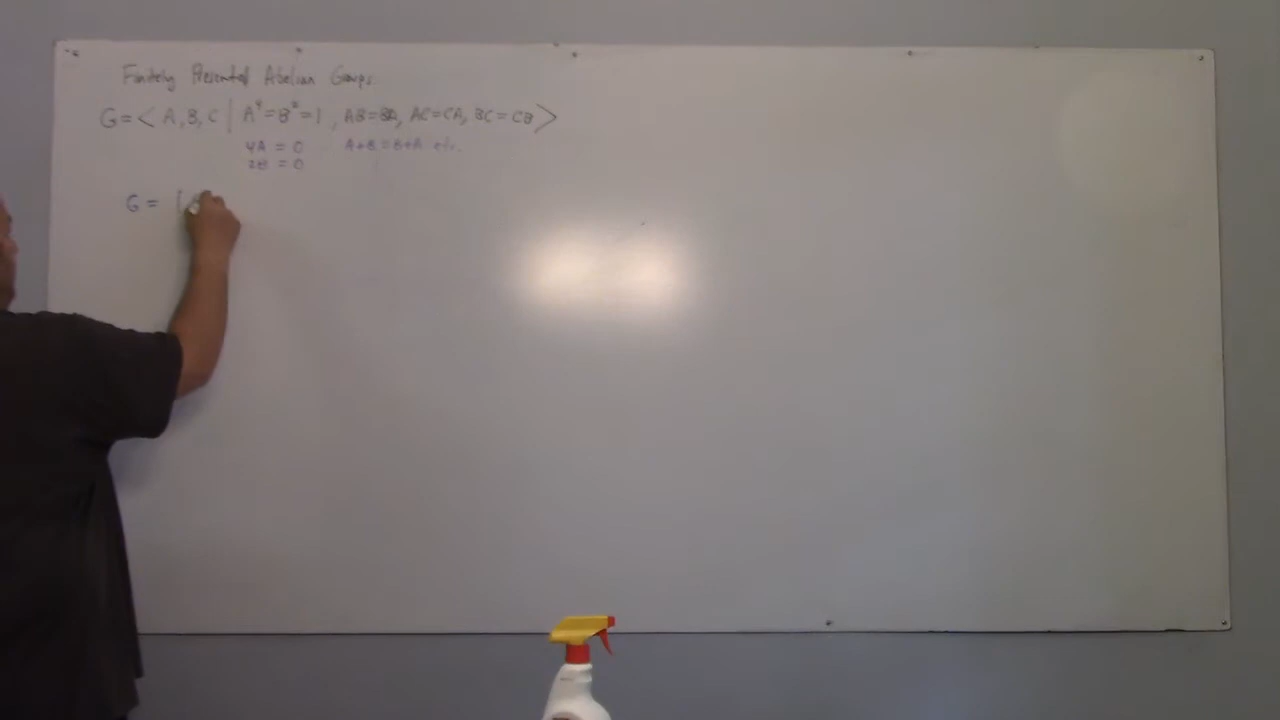 Finitely Presented Abelian Groups
G = < A, B, C | A⁴ = B² = 1, AB = BA, AC = CA, BC = CB >
4A = 0 A+B = B+A etc.
2B = 0
G =